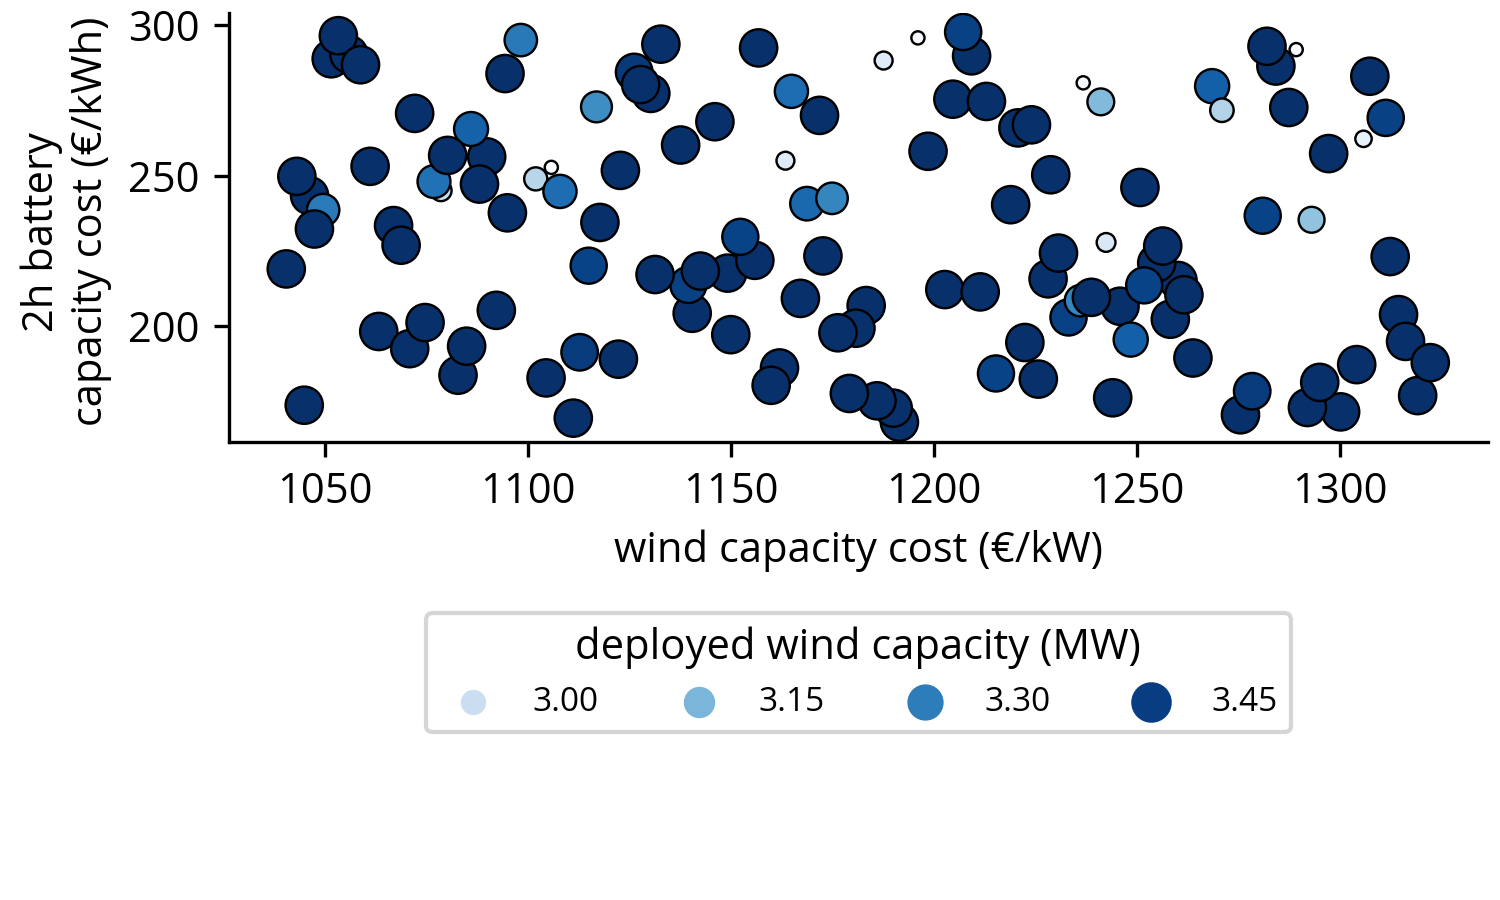 2h battery
capacity cost (€/kWh)
300
250
200
1050 1100 1150 1200 1250 1300
wind capacity cost (€/kW)
deployed wind capacity (MW)
3.00 3.15 3.30 3.45